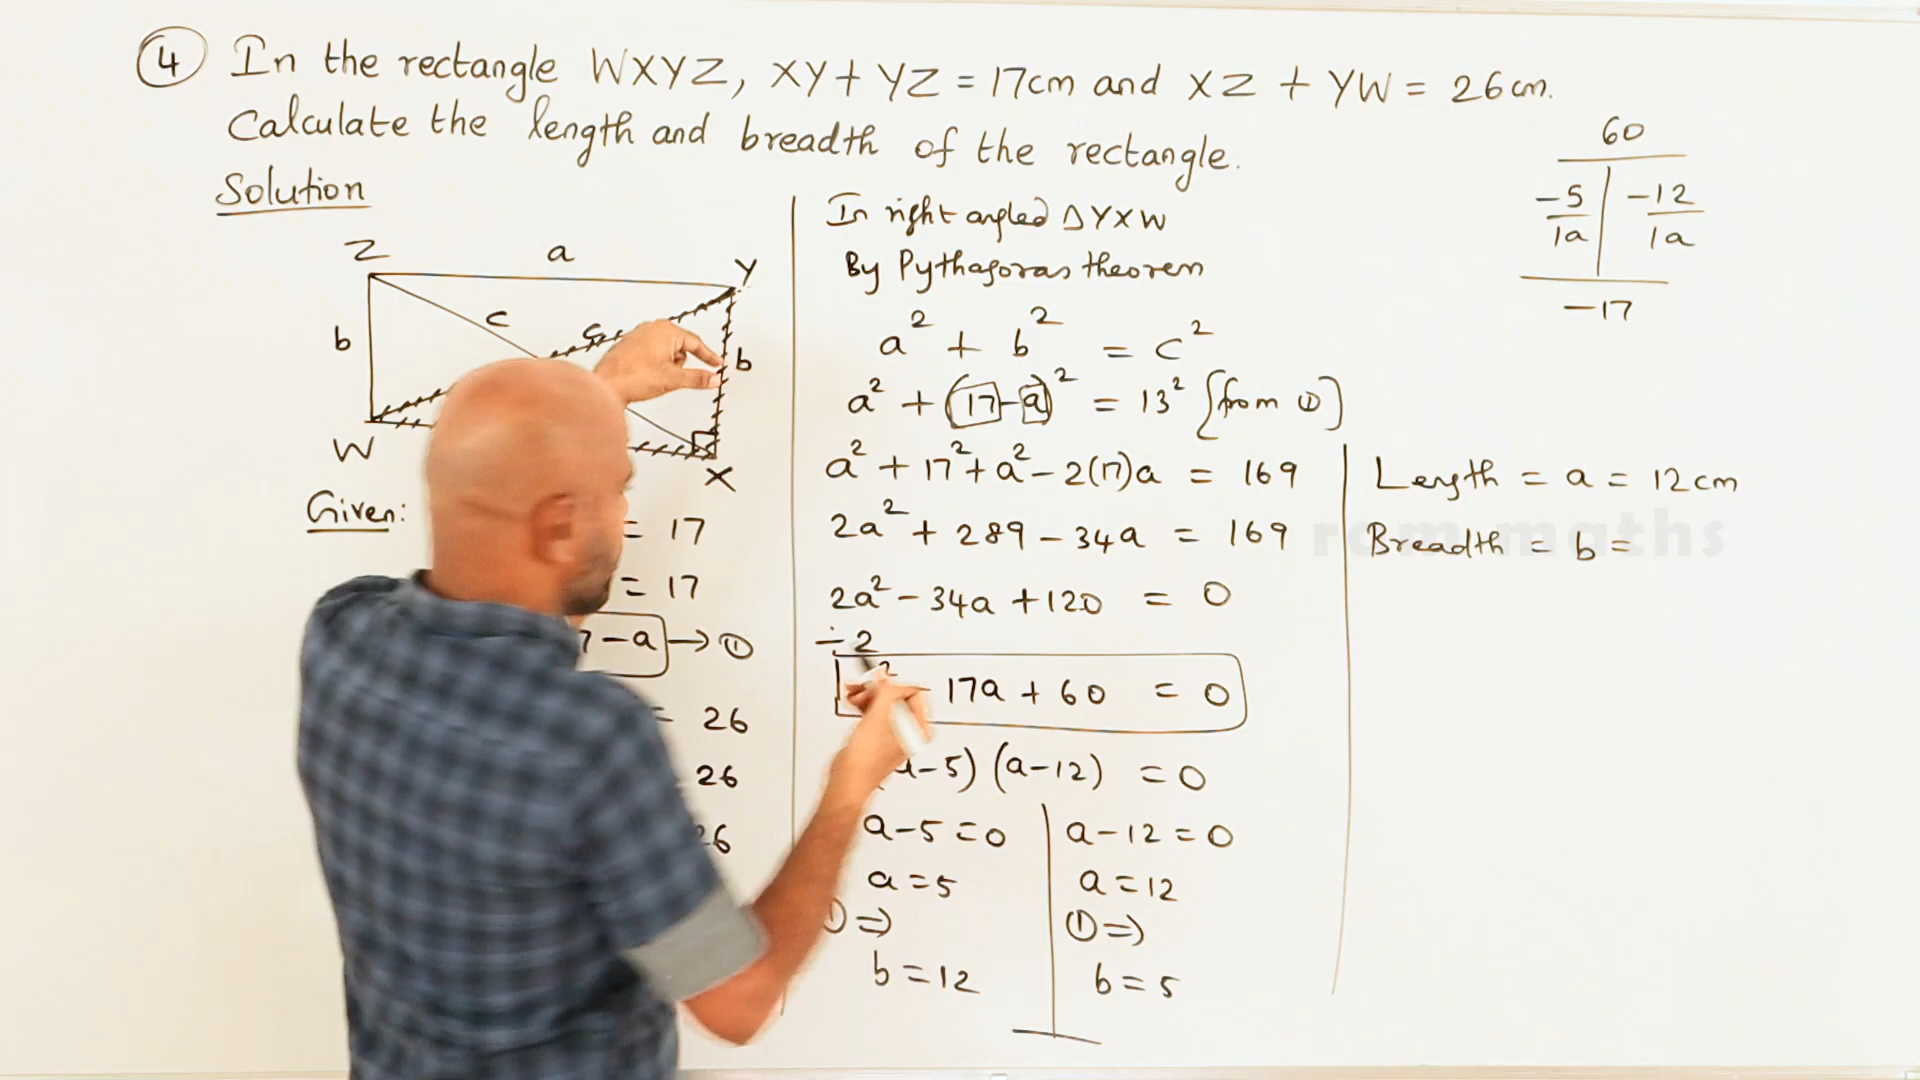 4 In the rectangle WXYZ, XY + YZ = 17cm and XZ + YW = 26cm.
Calculate the length and breadth of the rectangle.
Solution
Z a Y
b c c b
W X
Given:
= 17
= 17
7 - a → ①
= 26
26
26
In right angled Δ YXW
By Pythagoras theorem
a² + b² = c²
a² + (17-a)² = 13² [from ①]
a² + 17² + a² - 2(17)a = 169
2a² + 289 - 34a = 169
2a² - 34a + 120 = 0
÷ 2
² - 17a + 60 = 0
a-5) (a-12) = 0
a-5=0 a-12=0
a=5 a=12
①⇒ ①⇒
b=12 b=5
60
-5/1a -12/1a
-17
Length = a = 12cm
Breadth = b =
ram maths